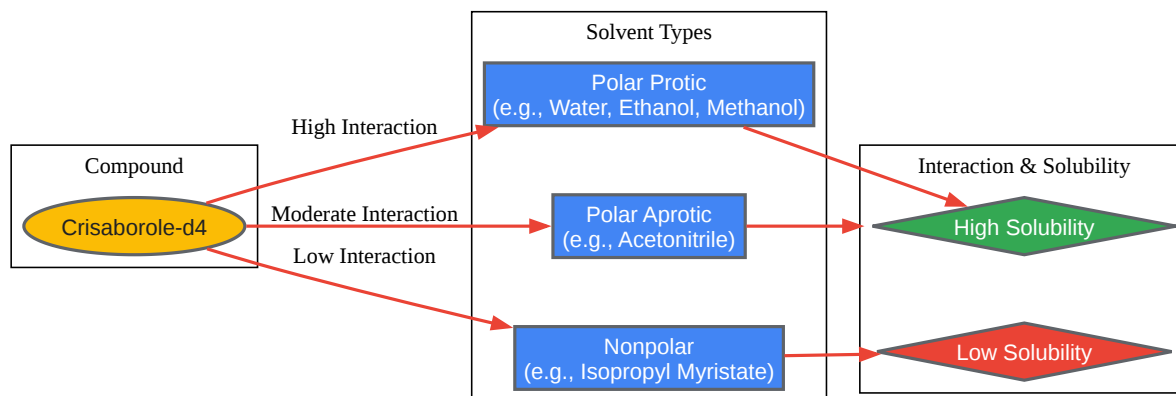 Solvent Types
Polar Protic
(e.g., Water, Ethanol, Methanol)
High Interaction
Compound
Interaction & Solubility
Crisaborole-d4
Moderate Interaction
Polar Aprotic
(e.g., Acetonitrile)
High Solubility
Low Interaction
Nonpolar
(e.g., Isopropyl Myristate)
Low Solubility